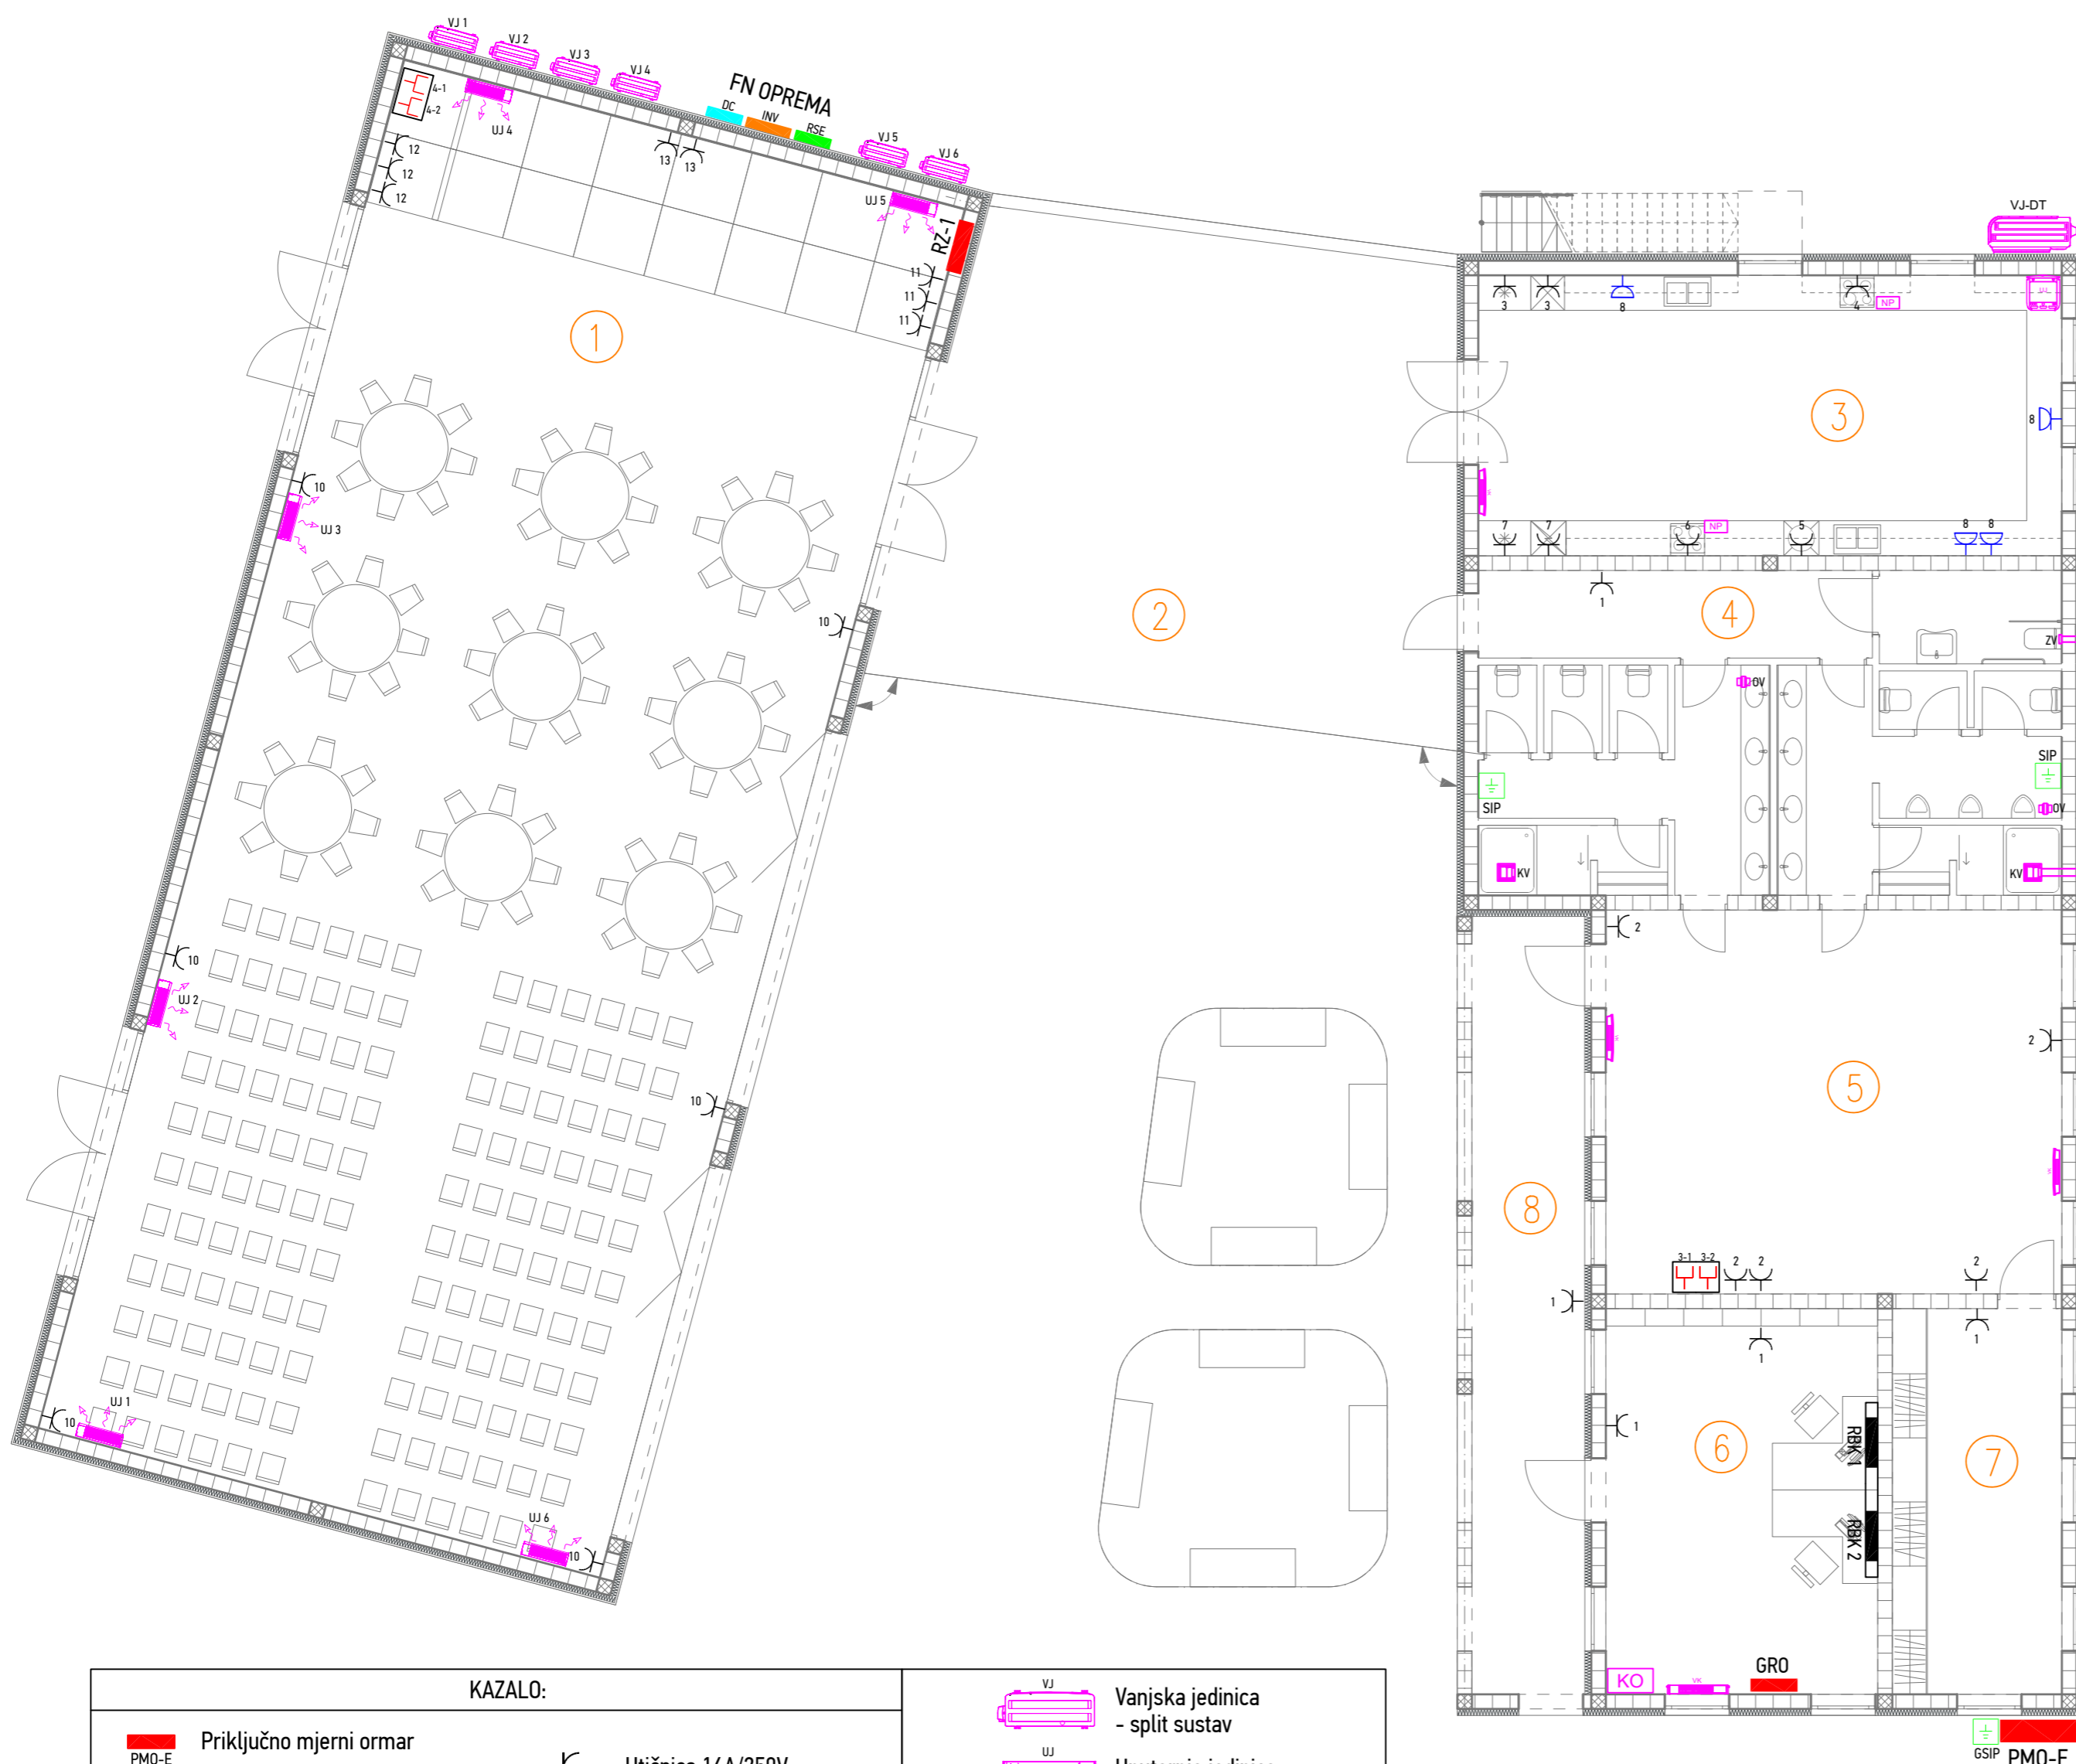 VJ 1
VJ 2
VJ 3
VJ 4
FN OPREMA
DC
INV
RSE
VJ 5
VJ 6
4-1
4-2
UJ 4
12
12
12
13
13
UJ 5
RZ-1
11
11
11
1
10
UJ 3
10
10
UJ 2
10
10
UJ 1
UJ 6
10
2
VJ-DT
3
3
8
4
NP
3
8
7
7
6
NP
5
8
8
1
4
ZV
OV
SIP
SIP
OV
KV
KV
2
2
5
8
3-1
3-2
2
2
2
1
1
1
1
6
RBK 1
RBK 2
7
KO
VK
GRO
GSIP
PMO-E
KAZALO:
Priključno mjerni ormar
PMO-E
Utičnica 16A/250V
VJ
Vanjska jedinica
- split sustav
UJ